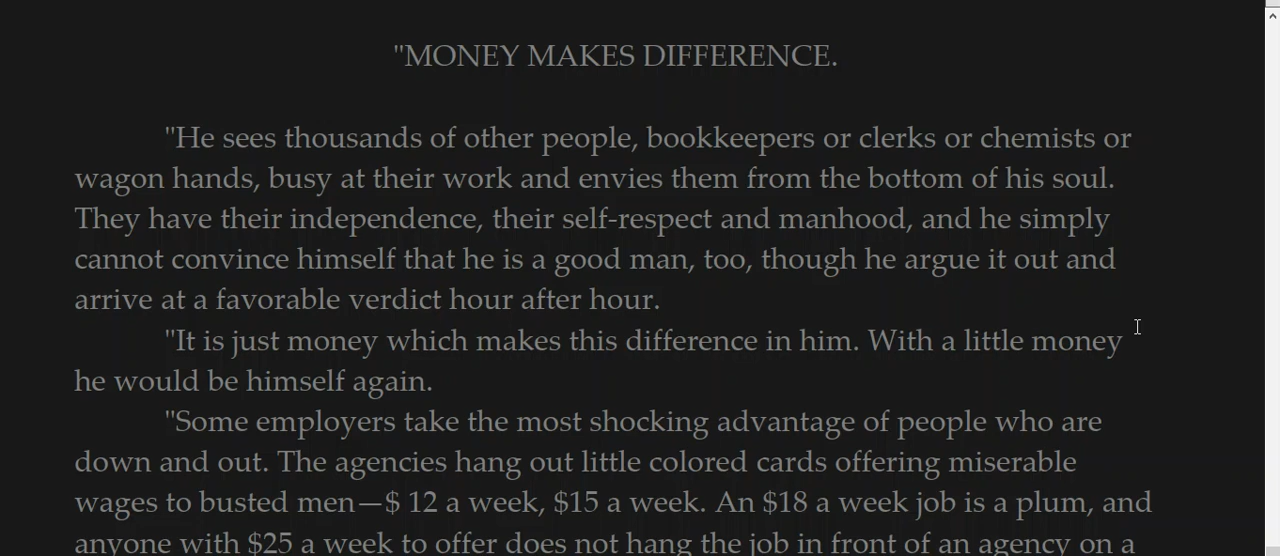 "MONEY MAKES DIFFERENCE.
"He sees thousands of other people, bookkeepers or clerks or chemists or
wagon hands, busy at their work and envies them from the bottom of his soul.
They have their independence, their self-respect and manhood, and he simply
cannot convince himself that he is a good man, too, though he argue it out and
arrive at a favorable verdict hour after hour.
"It is just money which makes this difference in him. With a little money
he would be himself again.
"Some employers take the most shocking advantage of people who are
down and out. The agencies hang out little colored cards offering miserable
wages to busted men—$ 12 a week, $15 a week. An $18 a week job is a plum, and
anyone with $25 a week to offer does not hang the job in front of an agency on a